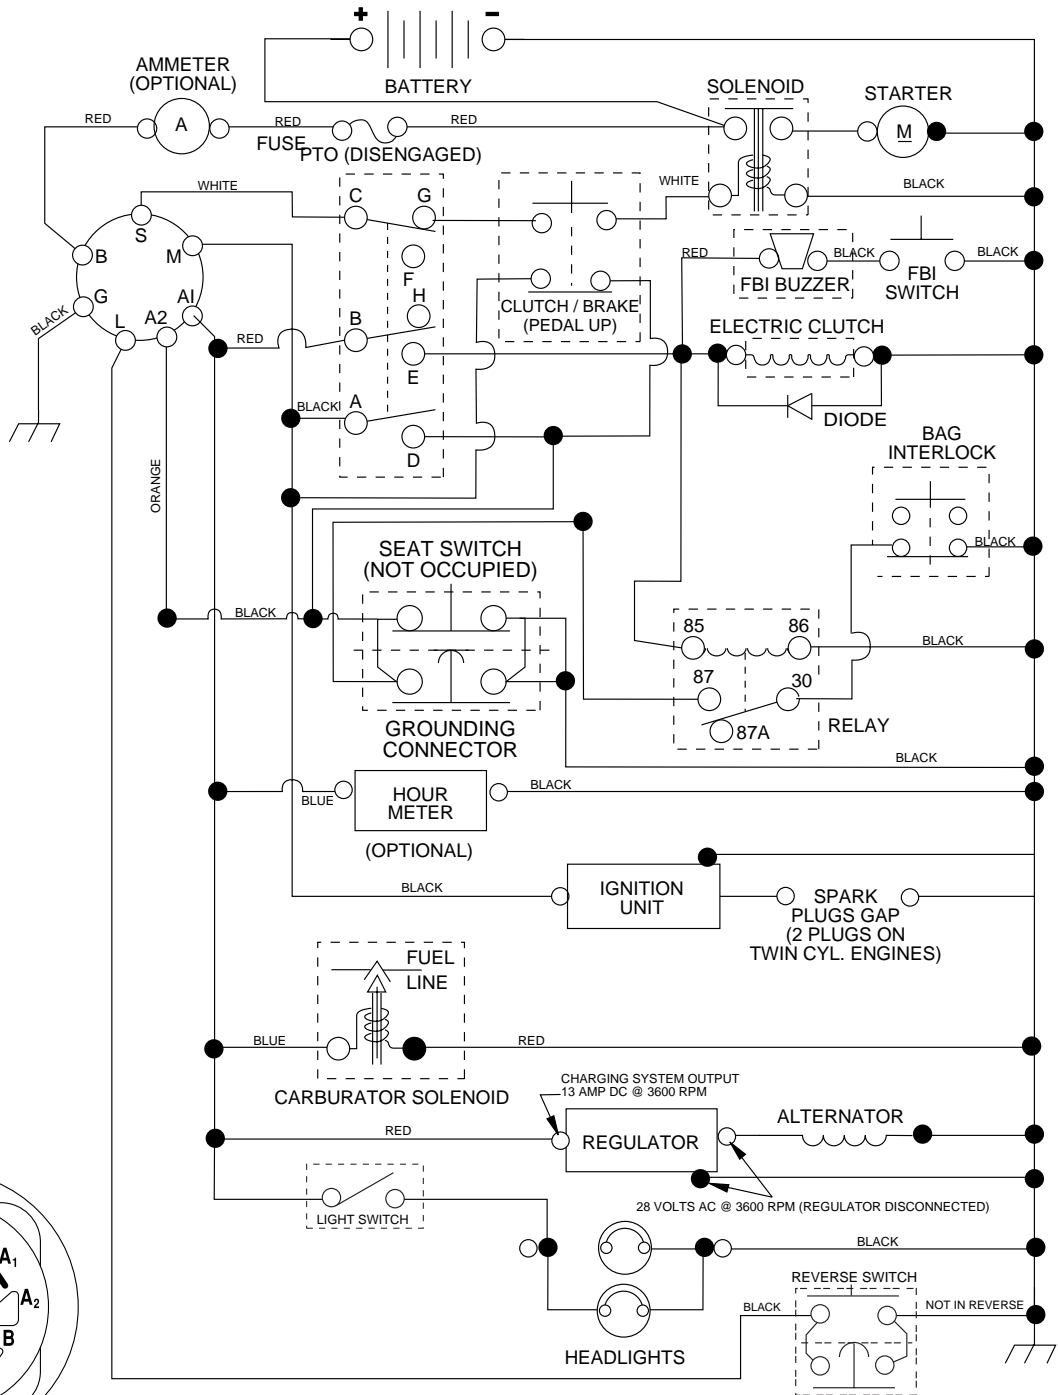 + −
BATTERY
AMMETER
(OPTIONAL)
SOLENOID
STARTER
RED
A
RED
FUSE
RED
M
PTO (DISENGAGED)
WHITE
C
G
WHITE
BLACK
S
B
M
F
RED
BLACK
BLACK
FBI BUZZER
FBI
SWITCH
G
AI
H
CLUTCH / BRAKE
(PEDAL UP)
BLACK
L
A2
RED
B
E
ELECTRIC CLUTCH
DIODE
BLACK
A
D
BAG
INTERLOCK
ORANGE
BLACK
SEAT SWITCH
(NOT OCCUPIED)
BLACK
85
86
BLACK
87
30
87A
RELAY
GROUNDING
CONNECTOR
BLACK
BLUE
HOUR
METER
BLACK
(OPTIONAL)
BLACK
IGNITION
UNIT
SPARK
PLUGS GAP
(2 PLUGS ON
TWIN CYL. ENGINES)
FUEL
LINE
BLUE
RED
CARBURATOR SOLENOID
CHARGING SYSTEM OUTPUT
13 AMP DC @ 3600 RPM
RED
REGULATOR
ALTERNATOR
28 VOLTS AC @ 3600 RPM (REGULATOR DISCONNECTED)
LIGHT SWITCH
BLACK
A1
A2
B
REVERSE SWITCH
BLACK
NOT IN REVERSE
HEADLIGHTS